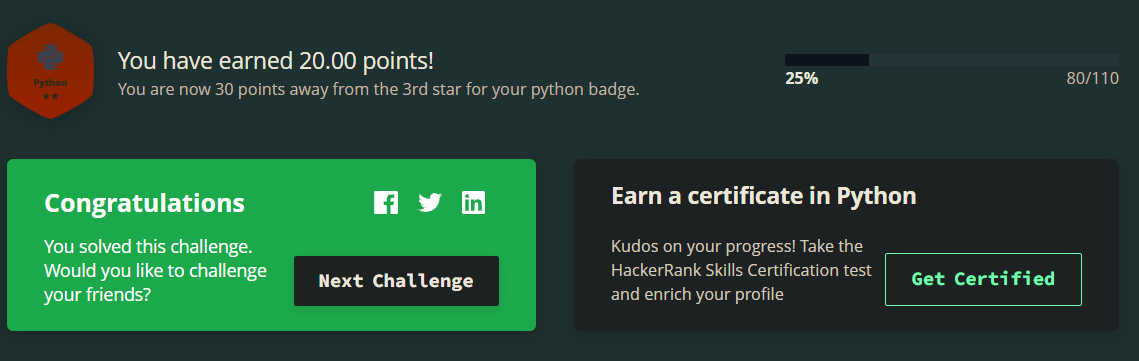 Python
You have earned 20.00 points!
You are now 30 points away from the 3rd star for your python badge.
25%
80/110
Congratulations
You solved this challenge.
Would you like to challenge
your friends?
Next Challenge
Earn a certificate in Python
Kudos on your progress! Take the
HackerRank Skills Certification test
and enrich your profile
Get Certified